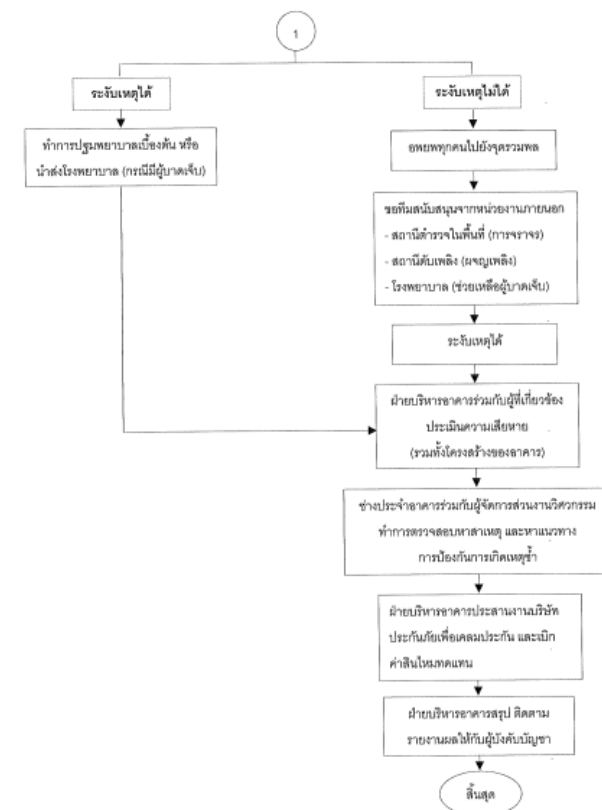 1
ระงับเหตุได้
ระงับเหตุไม่ได้
ทำการปฐมพยาบาลเบื้องต้น หรือ
นำส่งโรงพยาบาล (กรณีมีผู้บาดเจ็บ)
อพยพทุกคนไปยังจุดรวมพล
ขอทีมสนับสนุนจากหน่วยงานภายนอก
- สถานีตำรวจในพื้นที่ (การจราจร)
- สถานีดับเพลิง (ผจญเพลิง)
- โรงพยาบาล (ช่วยเหลือผู้บาดเจ็บ)
ระงับเหตุได้
ฝ่ายบริหารอาคารร่วมกับผู้ที่เกี่ยวข้อง
ประเมินความเสียหาย
(รวมทั้งโครงสร้างของอาคาร)
ช่างประจำอาคารร่วมกับผู้จัดการส่วนงานวิศวกรรม
ทำการตรวจสอบหาสาเหตุ และหาแนวทาง
การป้องกันการเกิดเหตุซ้ำ
ฝ่ายบริหารอาคารประสานงานบริษัท
ประกันภัยเพื่อเคลมประกัน และเบิก
ค่าสินไหมทดแทน
ฝ่ายบริหารอาคารสรุป ติดตาม
รายงานผลให้กับผู้บังคับบัญชา
สิ้นสุด